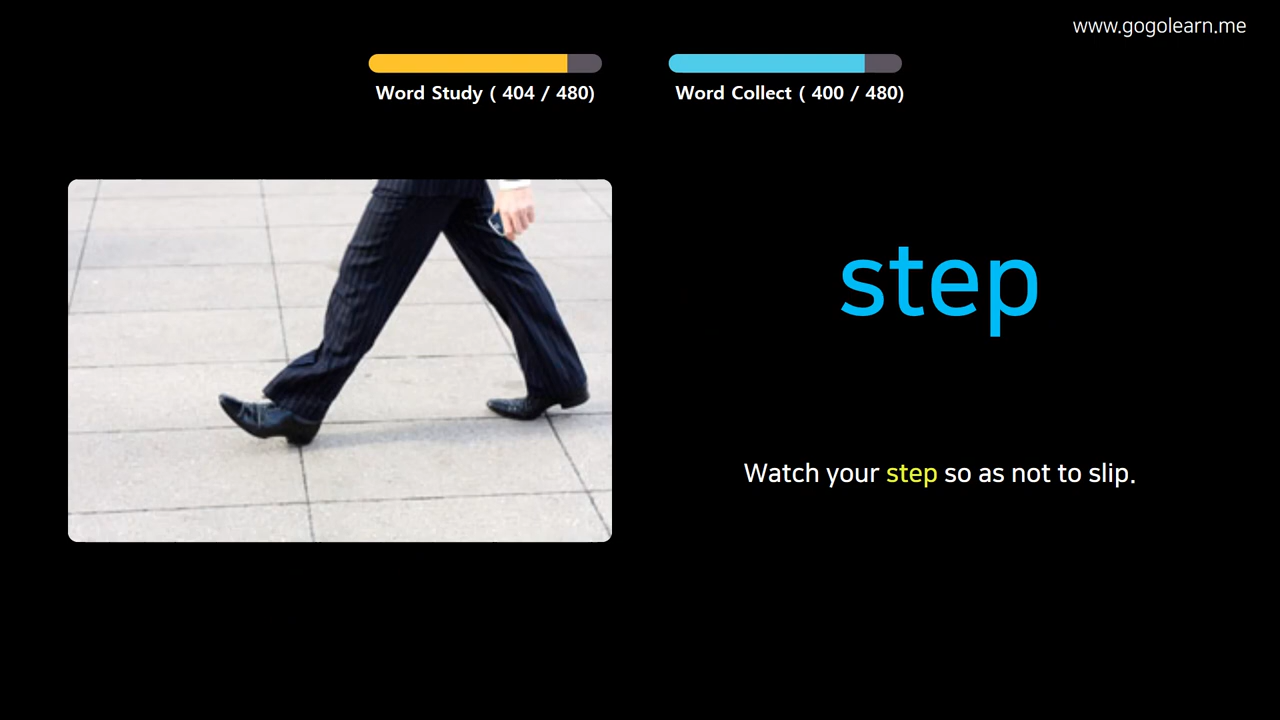 www.gogolearn.me
Word Study ( 404 / 480)
Word Collect ( 400 / 480)
step
Watch your step so as not to slip.